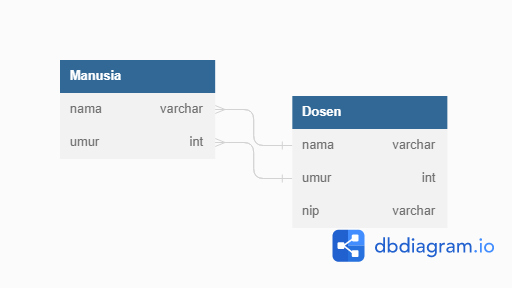 Manusia
nama varchar
umur int
Dosen
nama varchar
umur int
nip varchar
dbdiagram.io